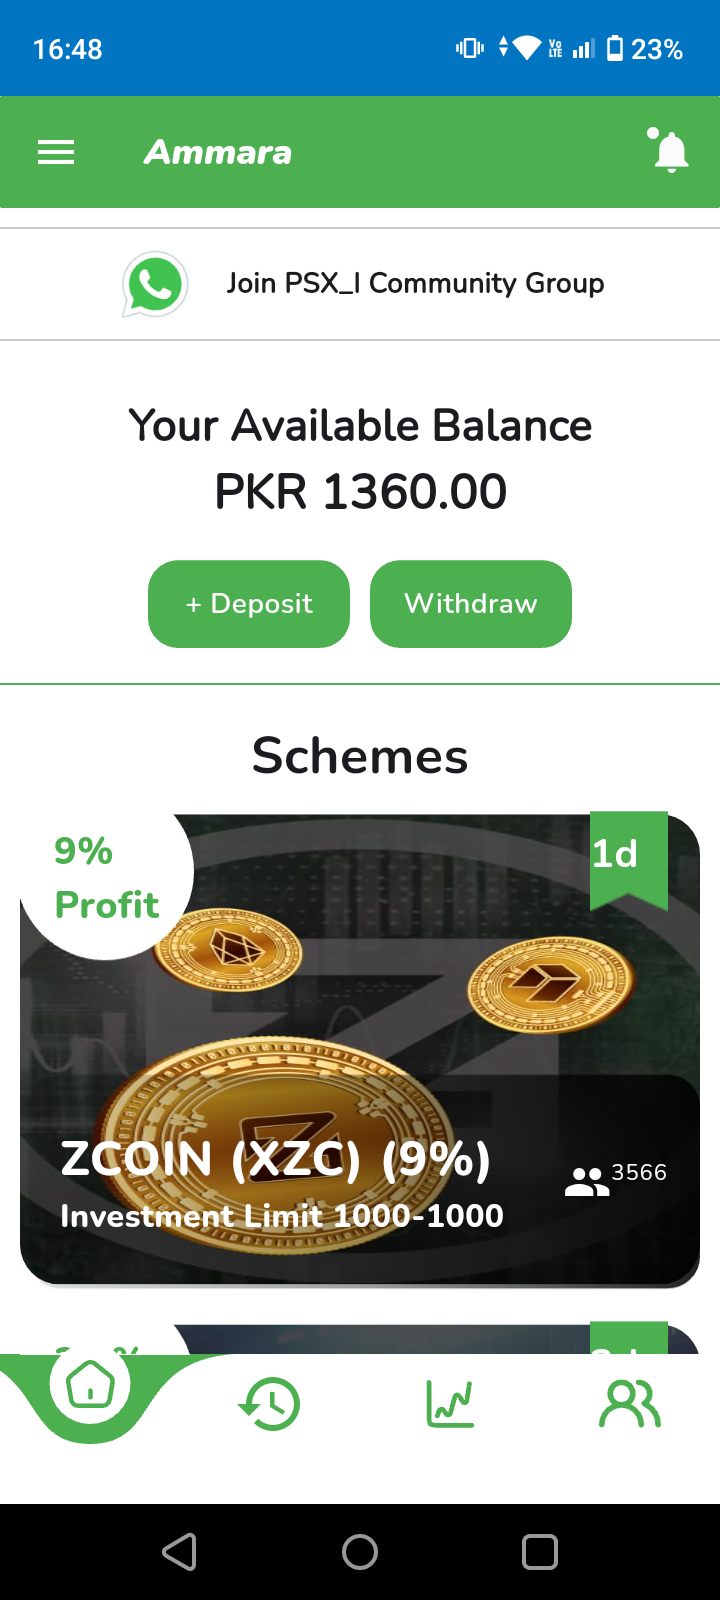 16:48
Vo
LTE
23%
Ammara
Join PSX_I Community Group
Your Available Balance
PKR 1360.00
+ Deposit
Withdraw
Schemes
9%
Profit
1d
ZCOIN (XZC) (9%)
Investment Limit 1000-1000
3566